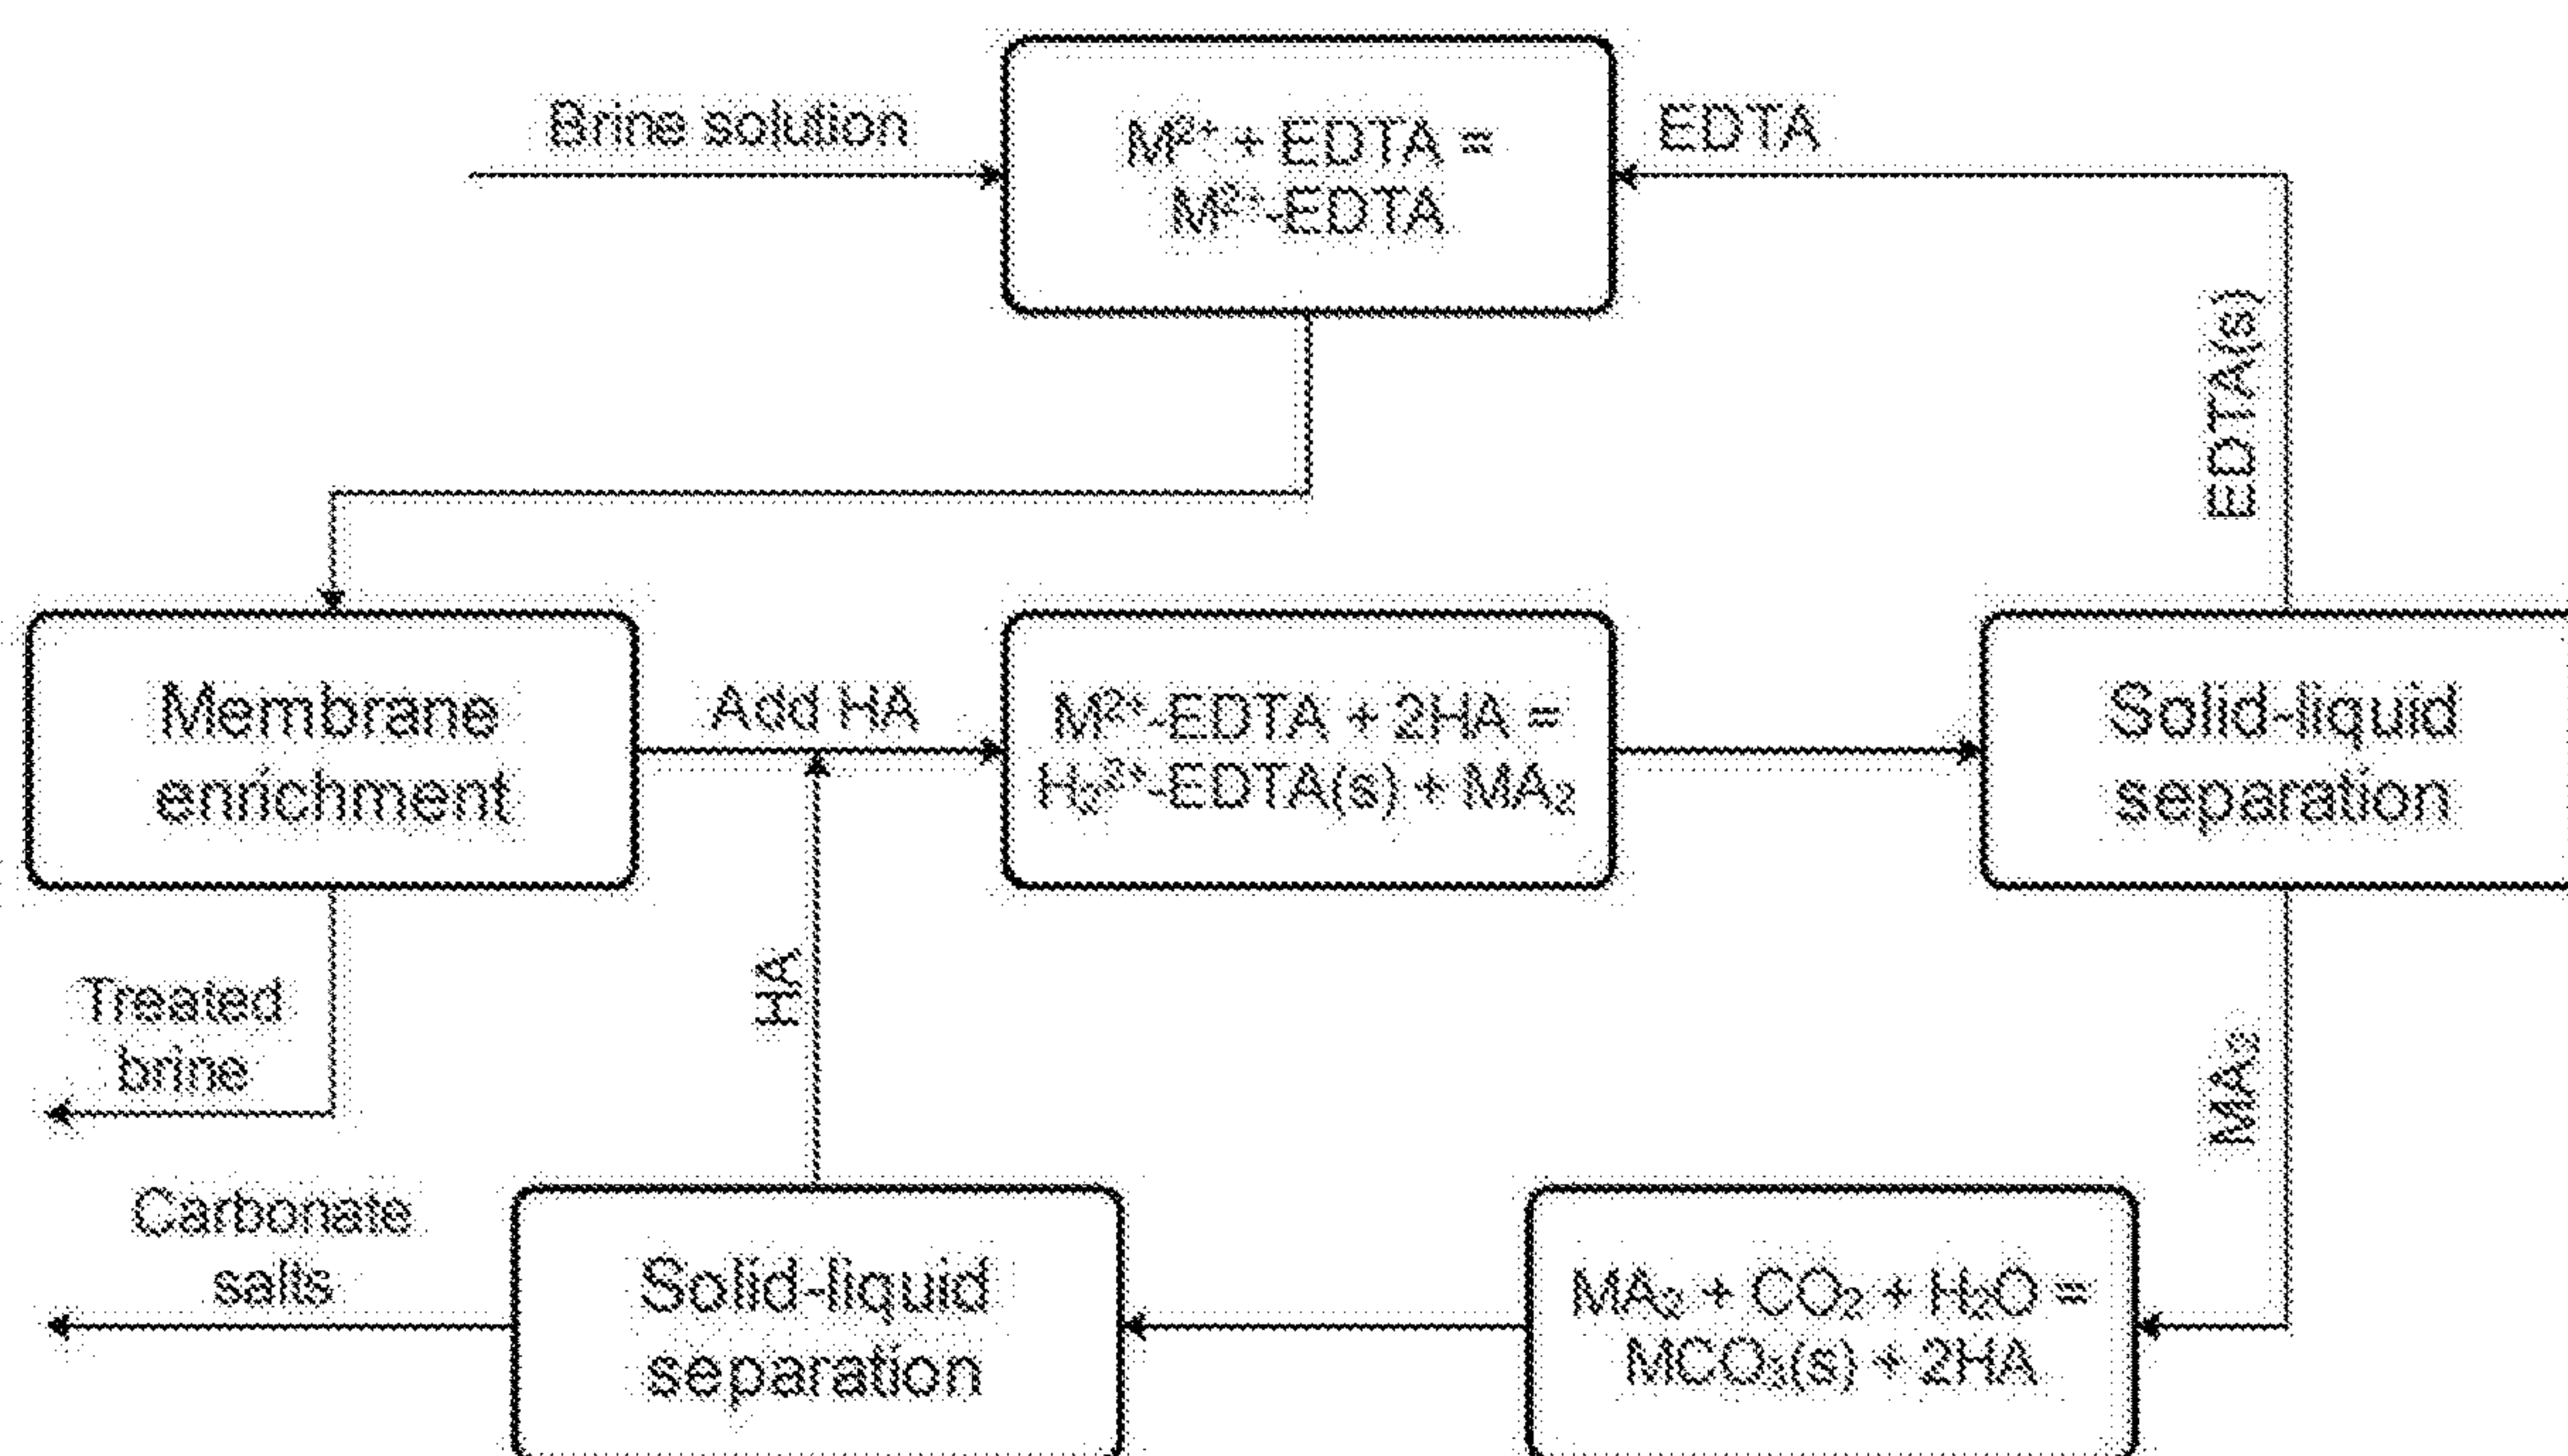 Brine solution
M²⁺ + EDTA =
M²⁺-EDTA
EDTA
EDTA(s)
Membrane
enrichment
Add HA
M²⁺-EDTA + 2HA =
H₂²⁺-EDTA(s) + MA₂
Solid-liquid
separation
Treated
brine
HA
MA₂
Carbonate
salts
Solid-liquid
separation
MA₂ + CO₂ + H₂O =
MCO₃(s) + 2HA